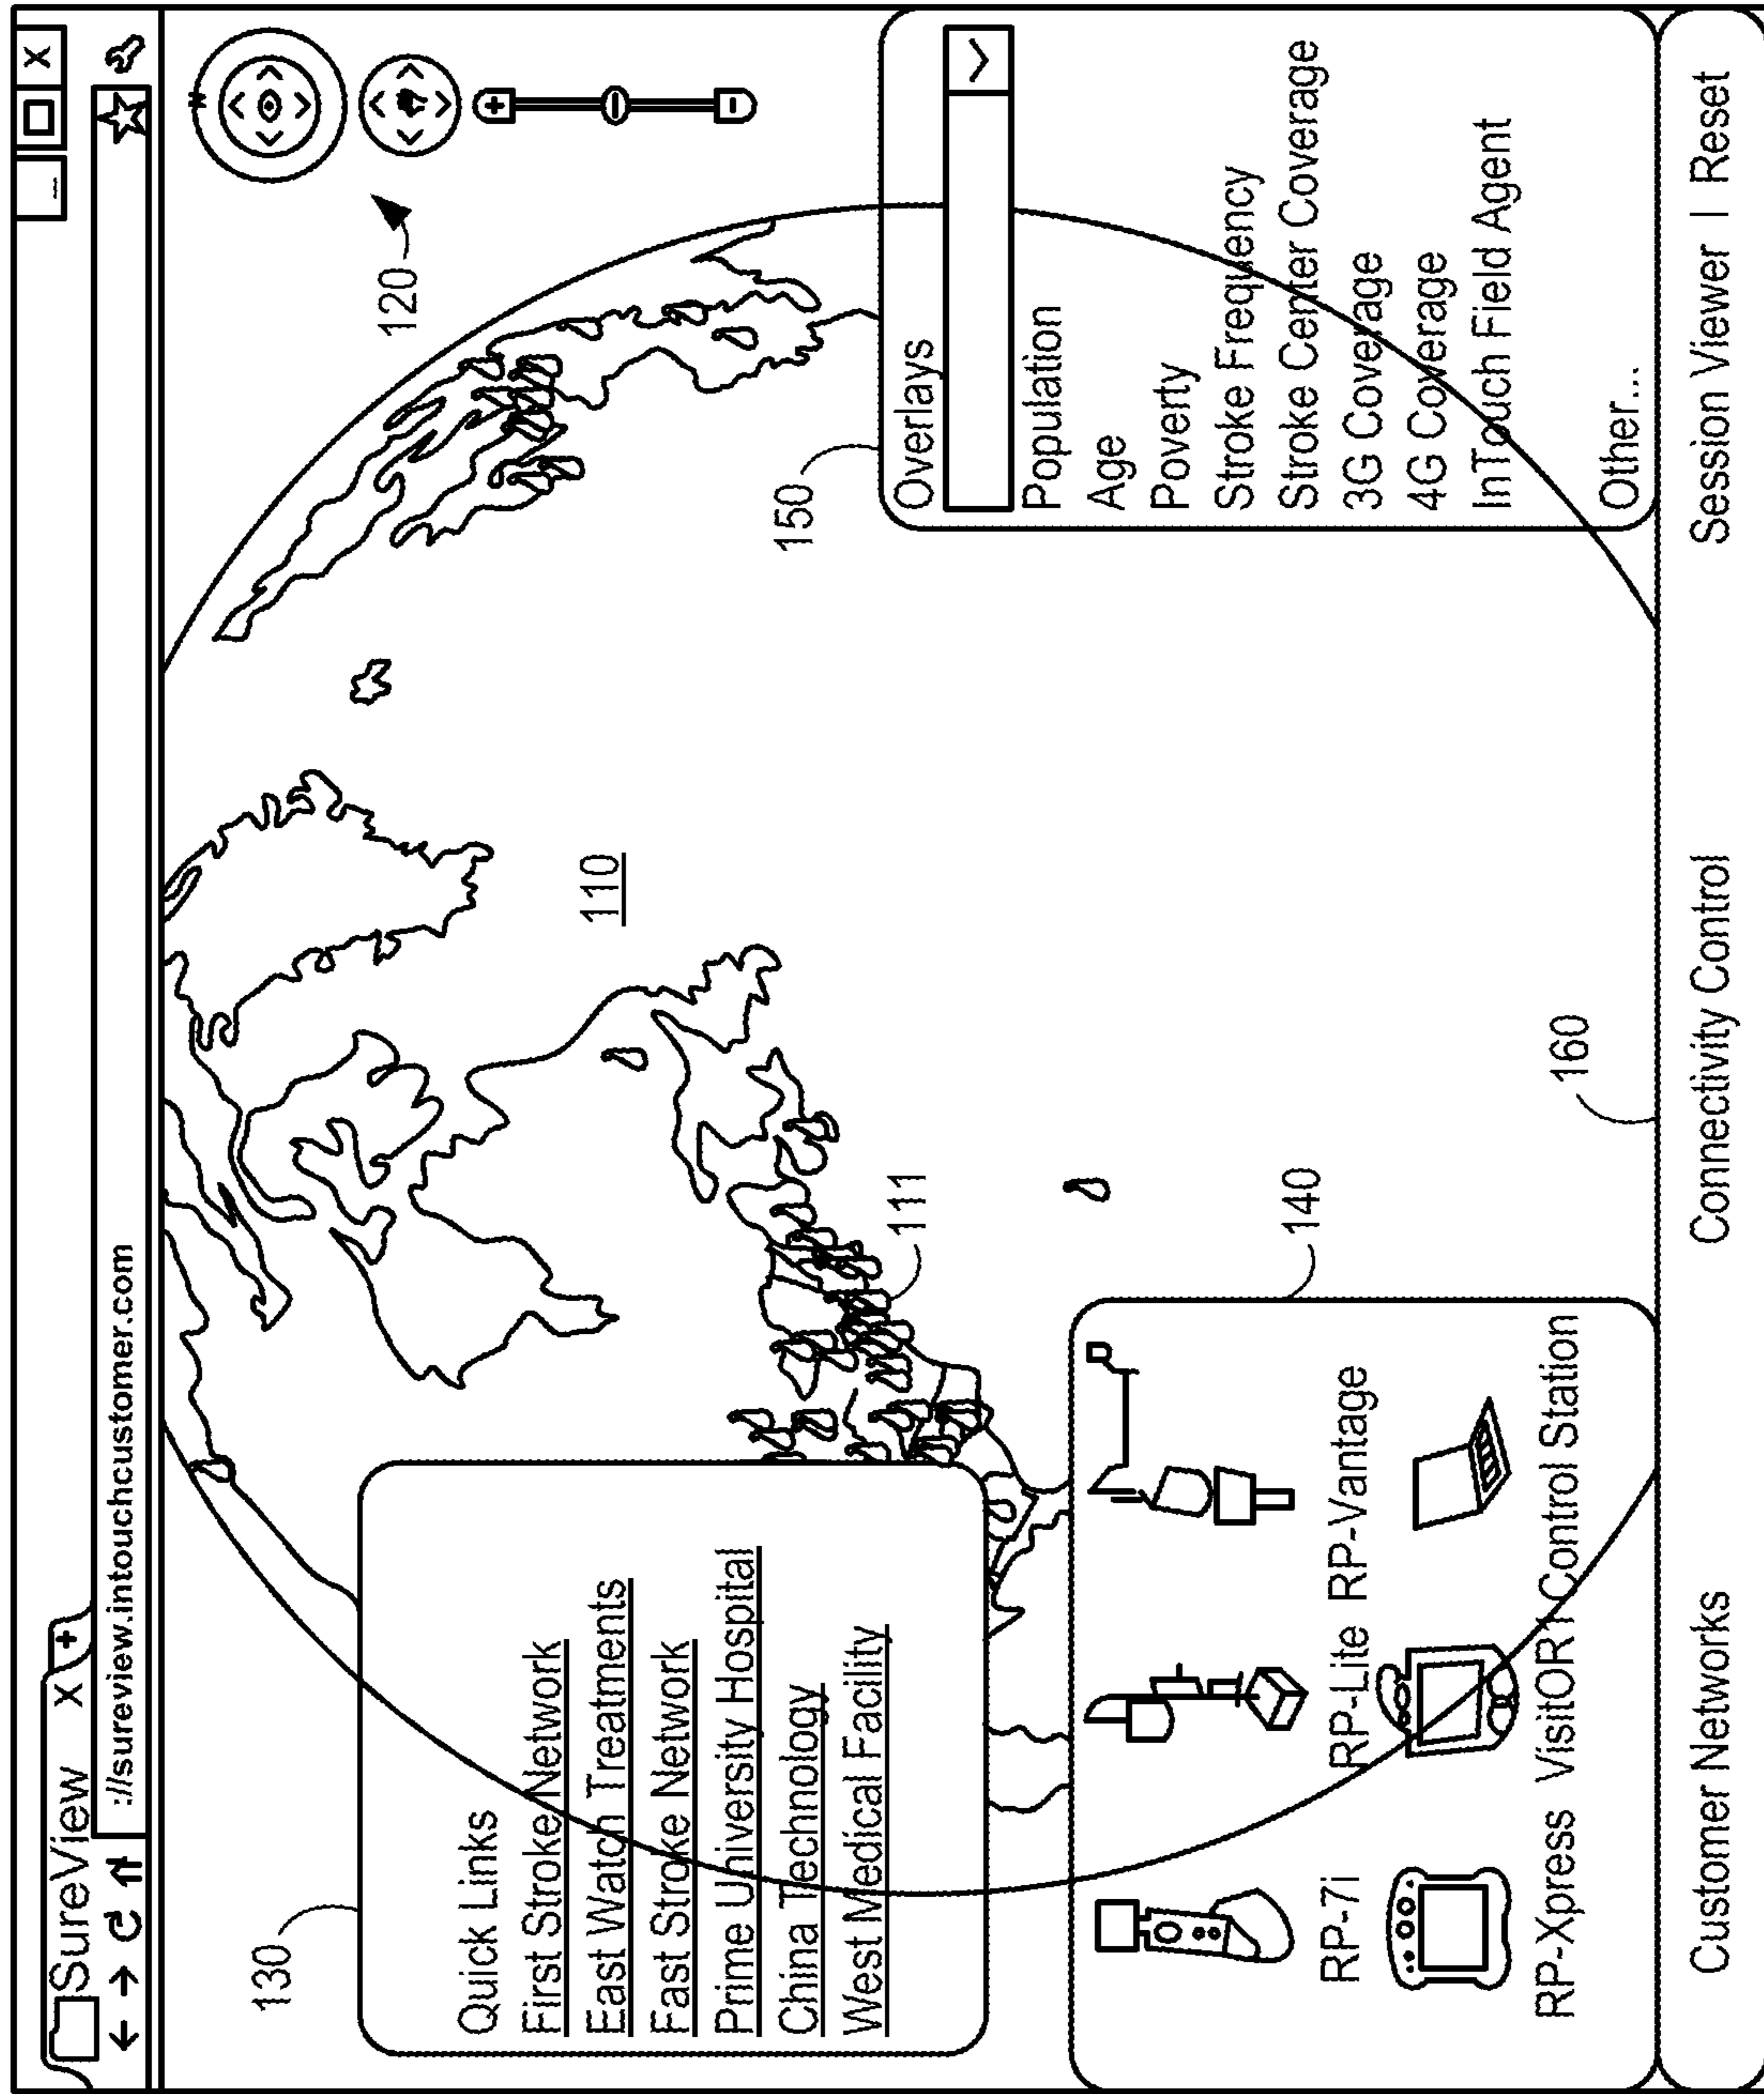 SureView X +
://sureview.intouchcustomer.com
_ X
N
120
+
-
130
Quick Links
First Stroke Network
East Watch Treatments
Fast Stroke Network
Prime University Hospital
China Technology
West Medical Facility
110
111
150
Overlays
Population
Age
Poverty
Stroke Frequency
Stroke Center Coverage
3G Coverage
4G Coverage
InTouch Field Agent
Other...
140
RP-7i RP-Lite RP-Vantage
RP-Xpress VisitOR1 Control Station
160
Customer Networks Connectivity Control Session Viewer | Reset